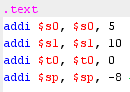 .text
addi $s0, $s0, 5
addi $s1, $s1, 10
addi $t0, $t0, 0
addi $sp, $sp, -8